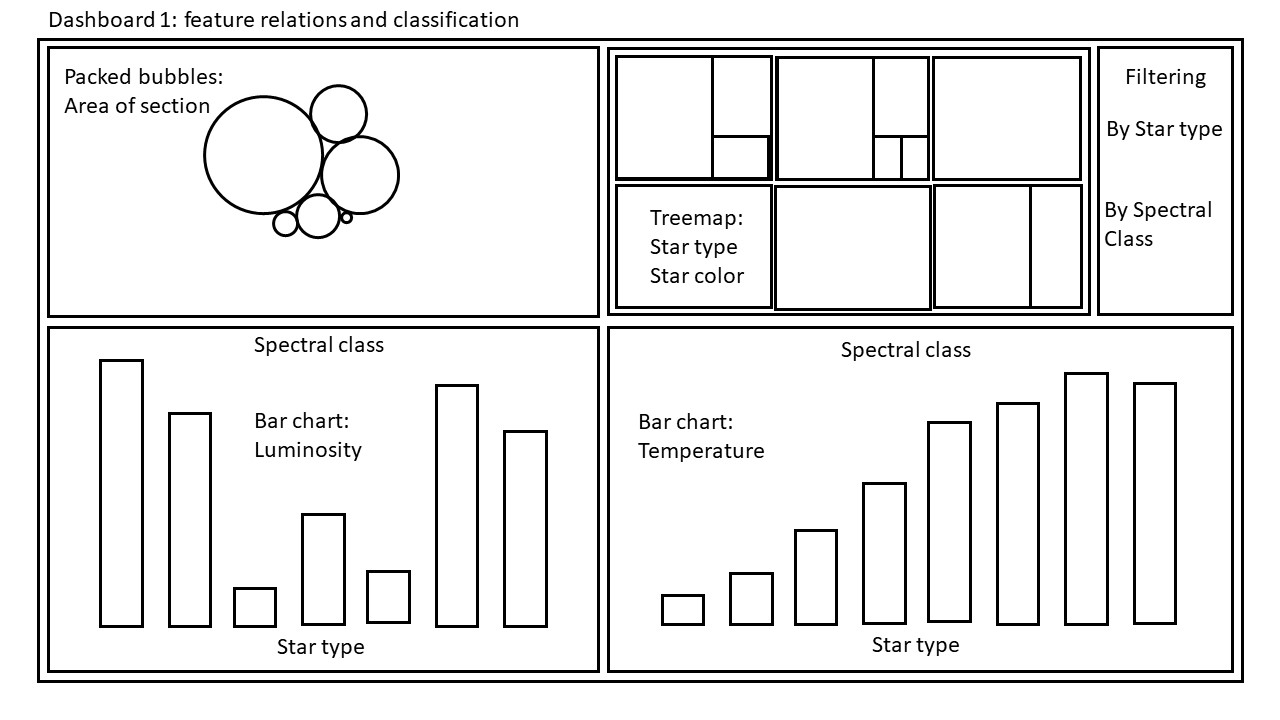 Dashboard 1: feature relations and classification
Packed bubbles:
Area of section
Treemap:
Star type
Star color
Filtering
By Star type
By Spectral
Class
Spectral class
Bar chart:
Luminosity
Star type
Spectral class
Bar chart:
Temperature
Star type